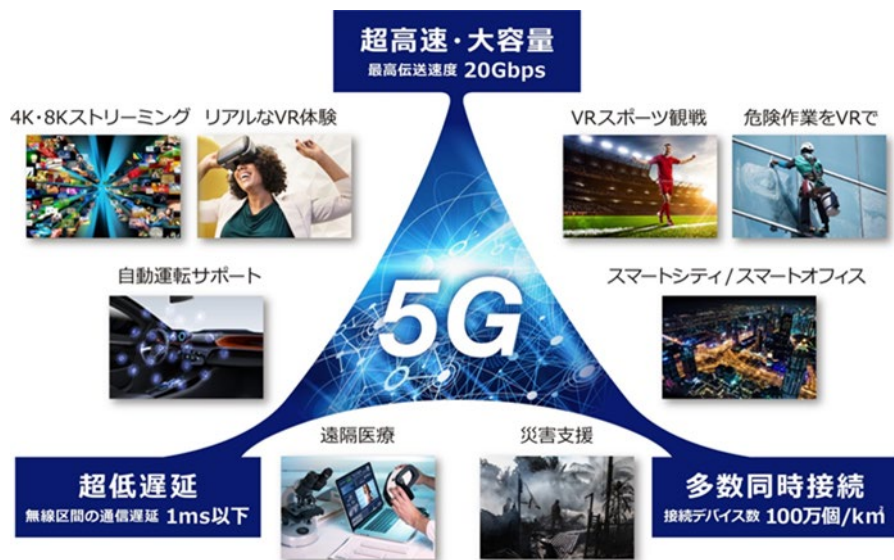 超高速・大容量
最高伝送速度 20Gbps
4K・8Kストリーミング
リアルなVR体験
VRスポーツ観戦
危険作業をVRで
自動運転サポート
スマートシティ/スマートオフィス
5G
遠隔医療
災害支援
超低遅延
無線区間の通信遅延 1ms以下
多数同時接続
接続デバイス数 100万個/km²